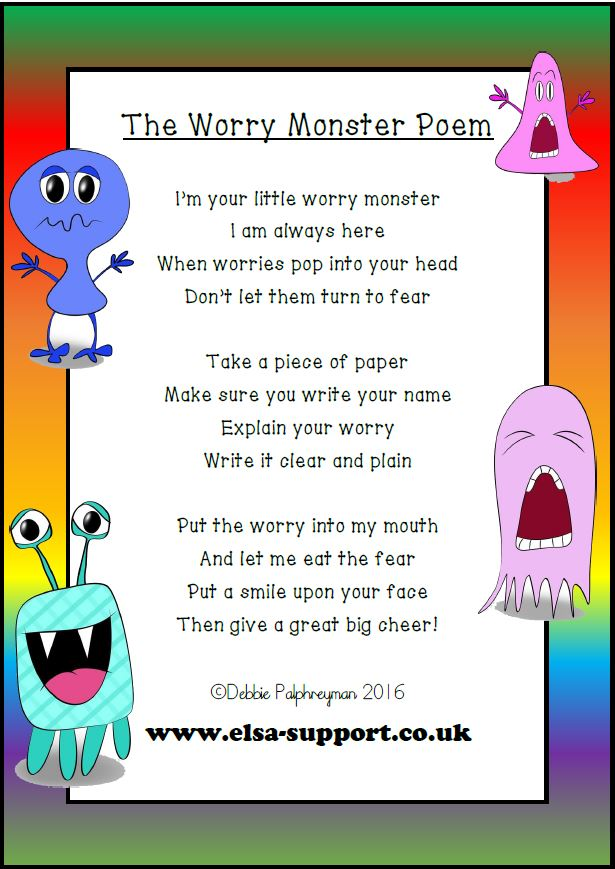 The Worry Monster Poem
I'm your little worry monster
I am always here
When worries pop into your head
Don't let them turn to fear
Take a piece of paper
Make sure you write your name
Explain your worry
Write it clear and plain
Put the worry into my mouth
And let me eat the fear
Put a smile upon your face
Then give a great big cheer!
©Debbie Palphreyman 2016
www.elsa-support.co.uk